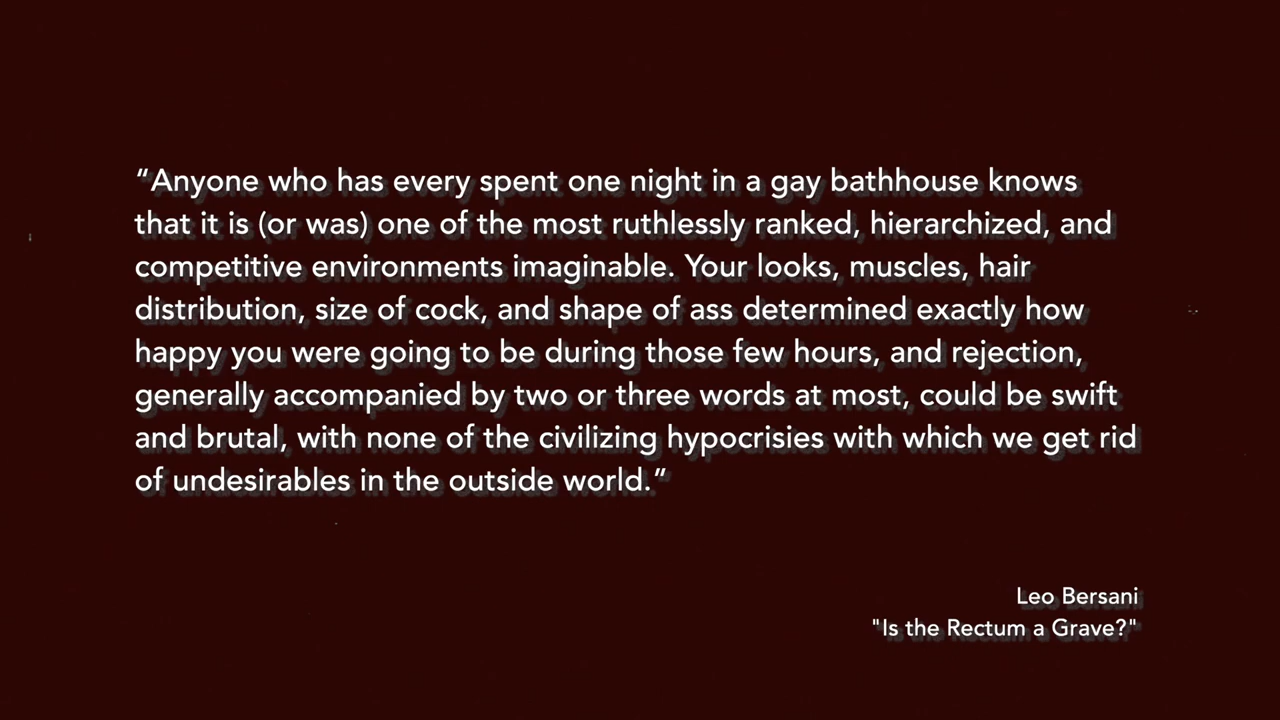 “Anyone who has every spent one night in a gay bathhouse knows
that it is (or was) one of the most ruthlessly ranked, hierarchized, and
competitive environments imaginable. Your looks, muscles, hair
distribution, size of cock, and shape of ass determined exactly how
happy you were going to be during those few hours, and rejection,
generally accompanied by two or three words at most, could be swift
and brutal, with none of the civilizing hypocrisies with which we get rid
of undesirables in the outside world.”
Leo Bersani
"Is the Rectum a Grave?"